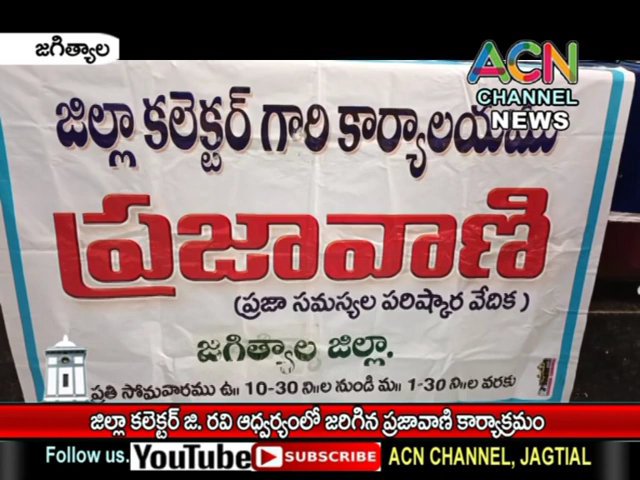 జగిత్యాల
ACN
CHANNEL
NEWS
జిల్లా కలెక్టర్ గారి కార్యాలయము
ప్రజావాణి
(ప్రజా సమస్యల పరిష్కార వేదిక)
జగిత్యాల జిల్లా.
ప్రతి సోమవారము ఉ॥ 10-30 ని॥ల నుండి మ॥ 1-30 ని॥ల వరకు
జిల్లా కలెక్టర్ జి. రవి ఆధ్వర్యంలో జరిగిన ప్రజావాణి కార్యాక్రమం
Follow us. YouTube SUBSCRIBE ACN CHANNEL, JAGTIAL